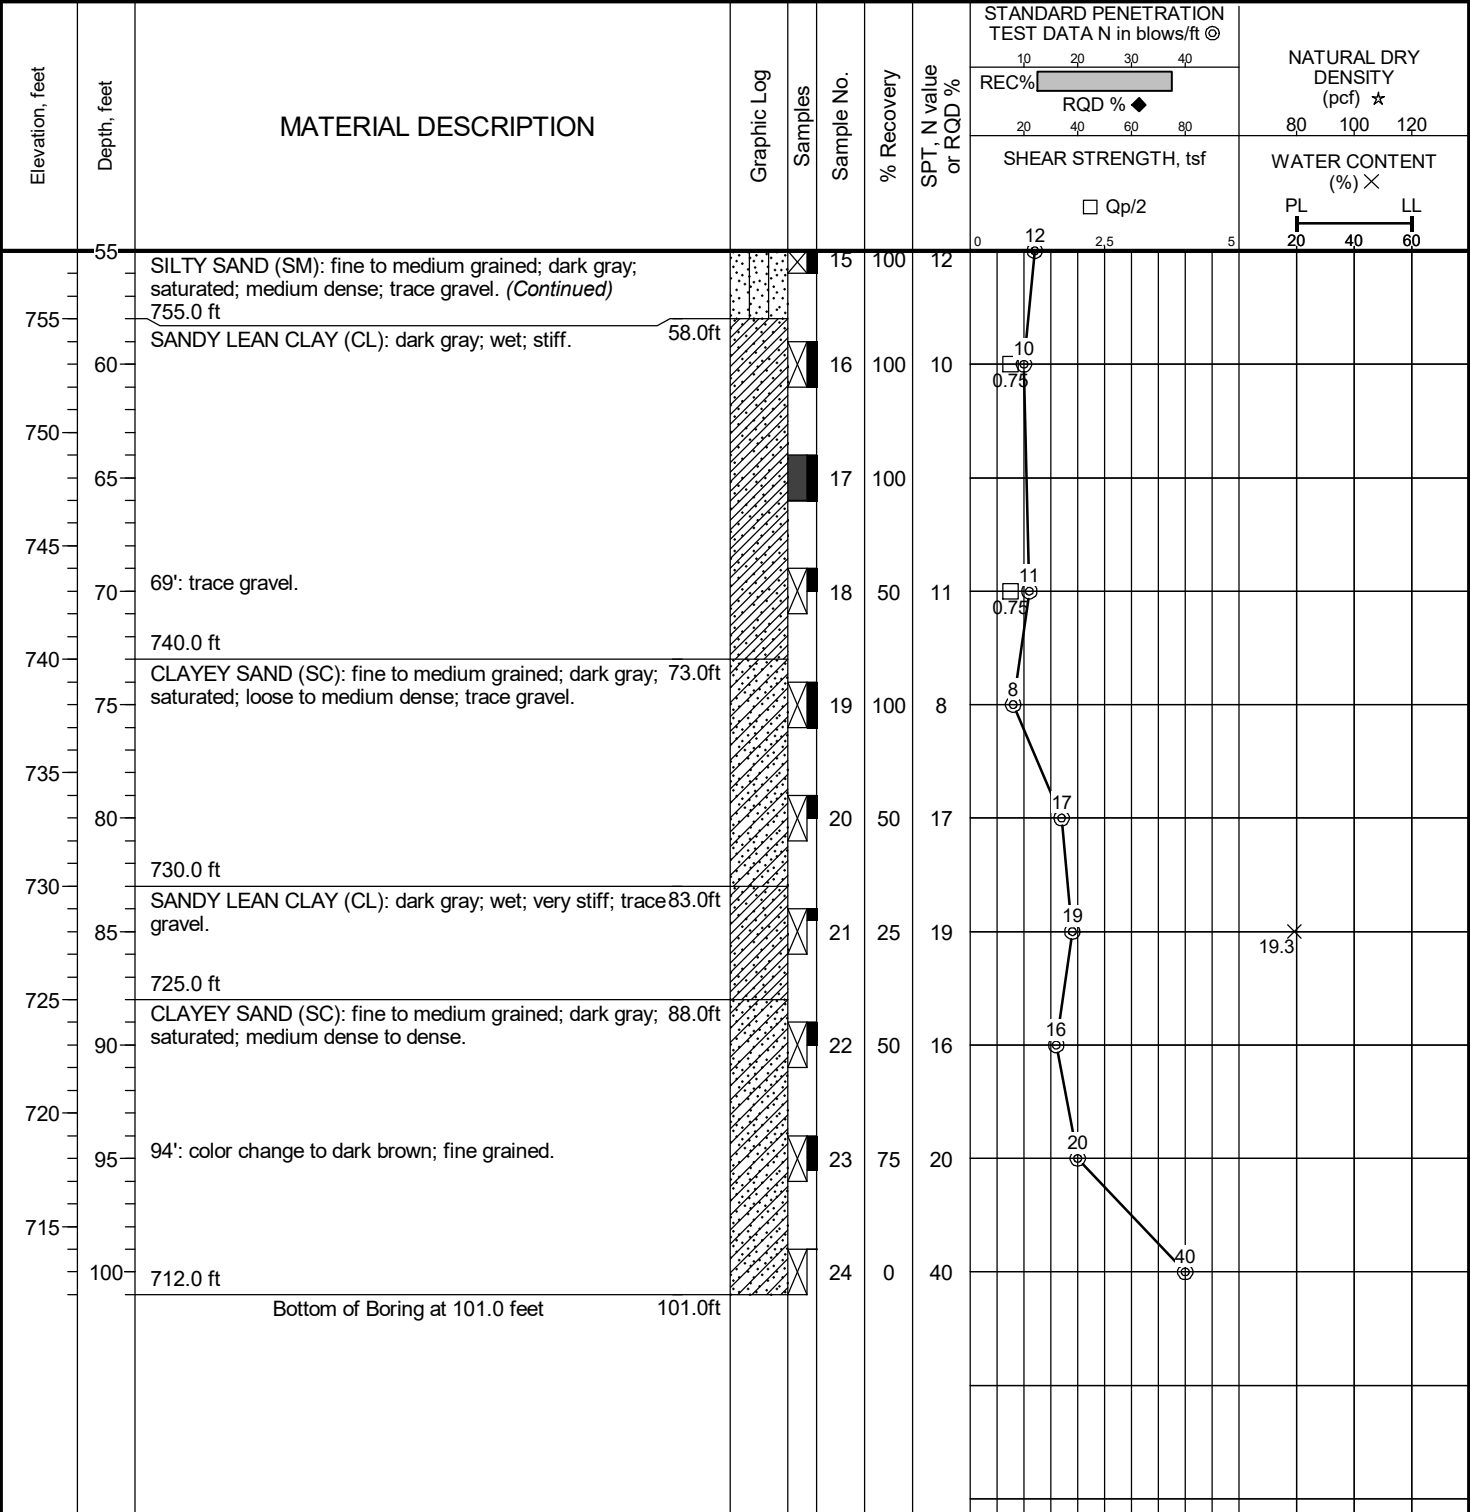 Elevation, feet
Depth, feet
MATERIAL DESCRIPTION
Graphic Log
Samples
Sample No.
% Recovery
SPT, N value
or RQD %
STANDARD PENETRATION
TEST DATA N in blows/ft
10 20 30 40
REC%
RQD %
20 40 60 80
SHEAR STRENGTH, tsf
Qp/2
0 2.5 5
NATURAL DRY
DENSITY
(pcf)
80 100 120
WATER CONTENT
(%)
PL LL
20 40 60
55
SILTY SAND (SM): fine to medium grained; dark gray;
saturated; medium dense; trace gravel. (Continued)
15 100 12
12
755.0 ft
755
58.0ft
SANDY LEAN CLAY (CL): dark gray; wet; stiff.
60
16 100 10
10
0.75
750
65
17 100
745
69': trace gravel.
70
18 50 11
11
0.75
740.0 ft
740
CLAYEY SAND (SC): fine to medium grained; dark gray; 73.0ft
saturated; loose to medium dense; trace gravel.
75
19 100 8
8
735
80
20 50 17
17
730.0 ft
730
SANDY LEAN CLAY (CL): dark gray; wet; very stiff; trace 83.0ft
gravel.
85
21 25 19
19
19.3
725.0 ft
725
CLAYEY SAND (SC): fine to medium grained; dark gray; 88.0ft
saturated; medium dense to dense.
90
22 50 16
16
720
94': color change to dark brown; fine grained.
95
23 75 20
20
715
100
712.0 ft
24 0 40
40
Bottom of Boring at 101.0 feet 101.0ft